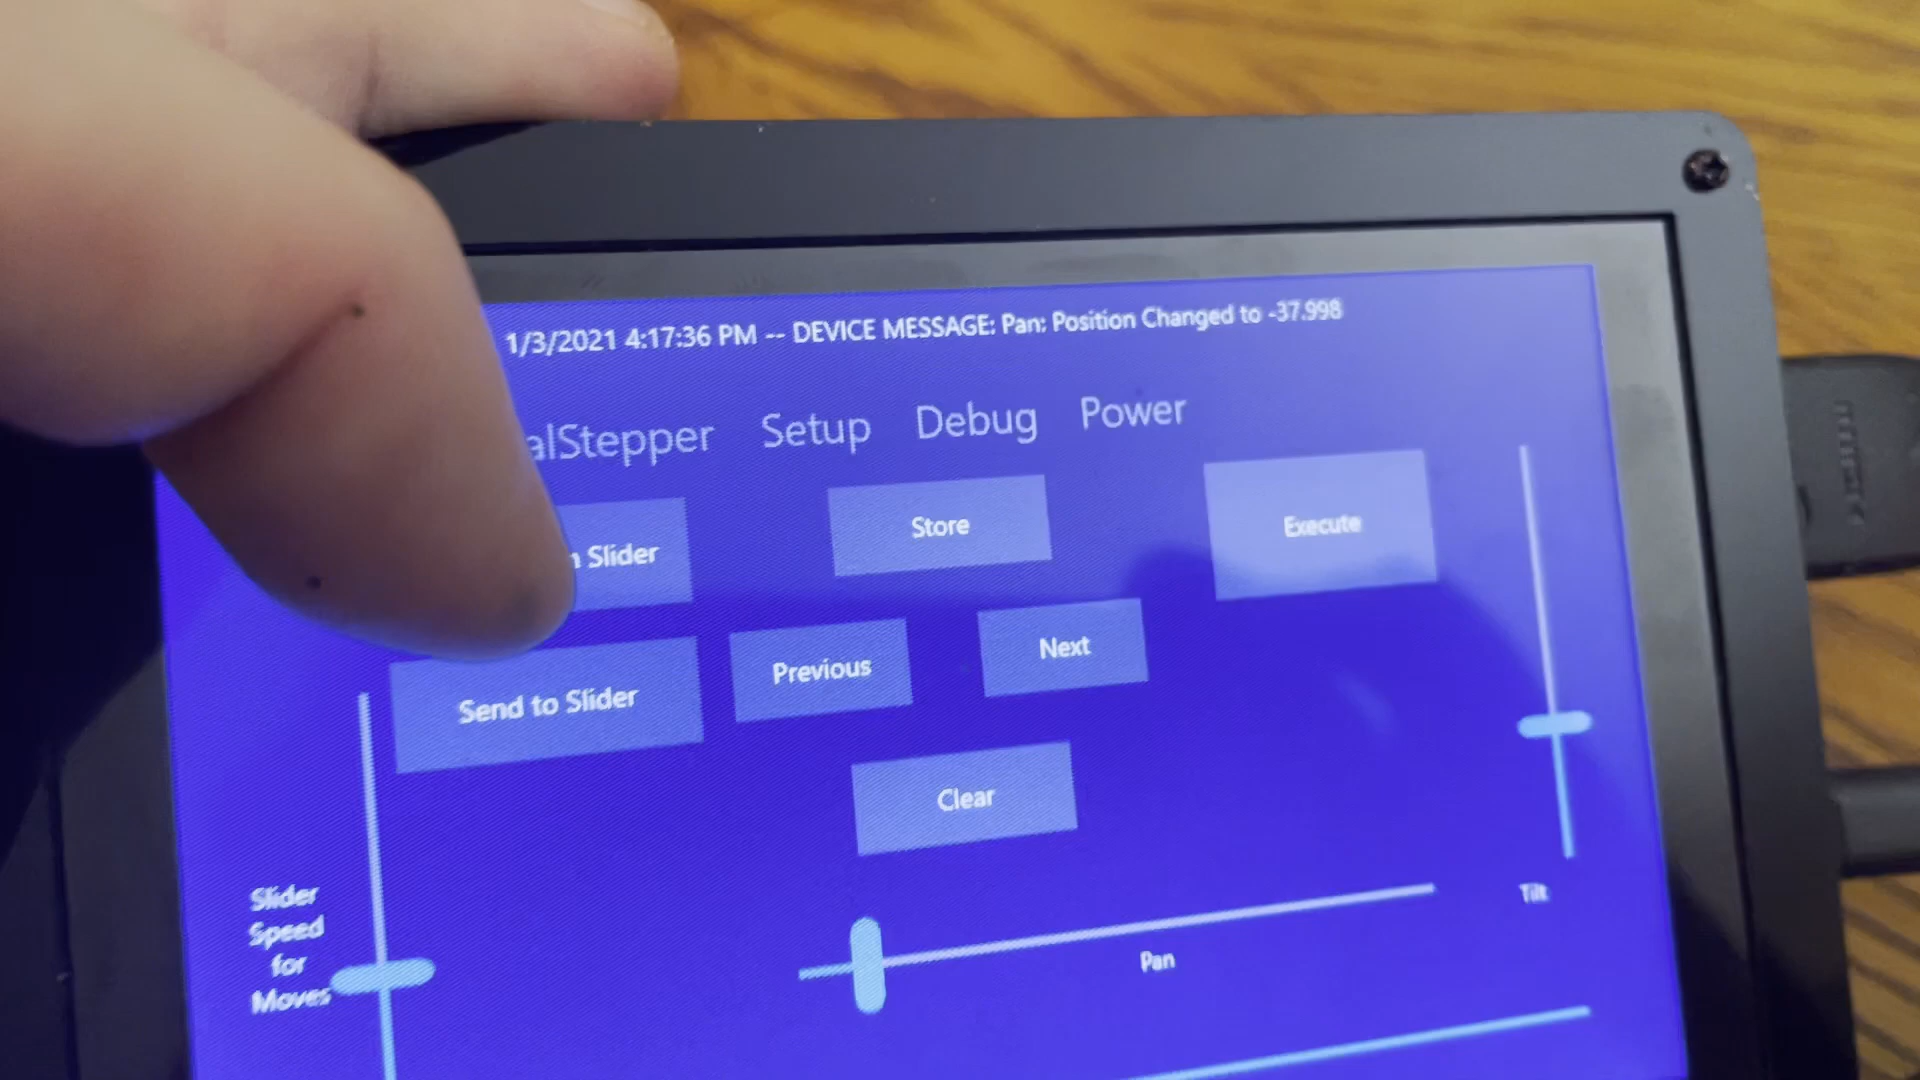 1/3/2021 4:17:36 PM -- DEVICE MESSAGE: Pan: Position Changed to -37.998
alStepper Setup Debug Power
Slider
Store
Execute
Send to Slider
Previous
Next
Clear
Slider
Speed
for
Moves
Pan
Tilt